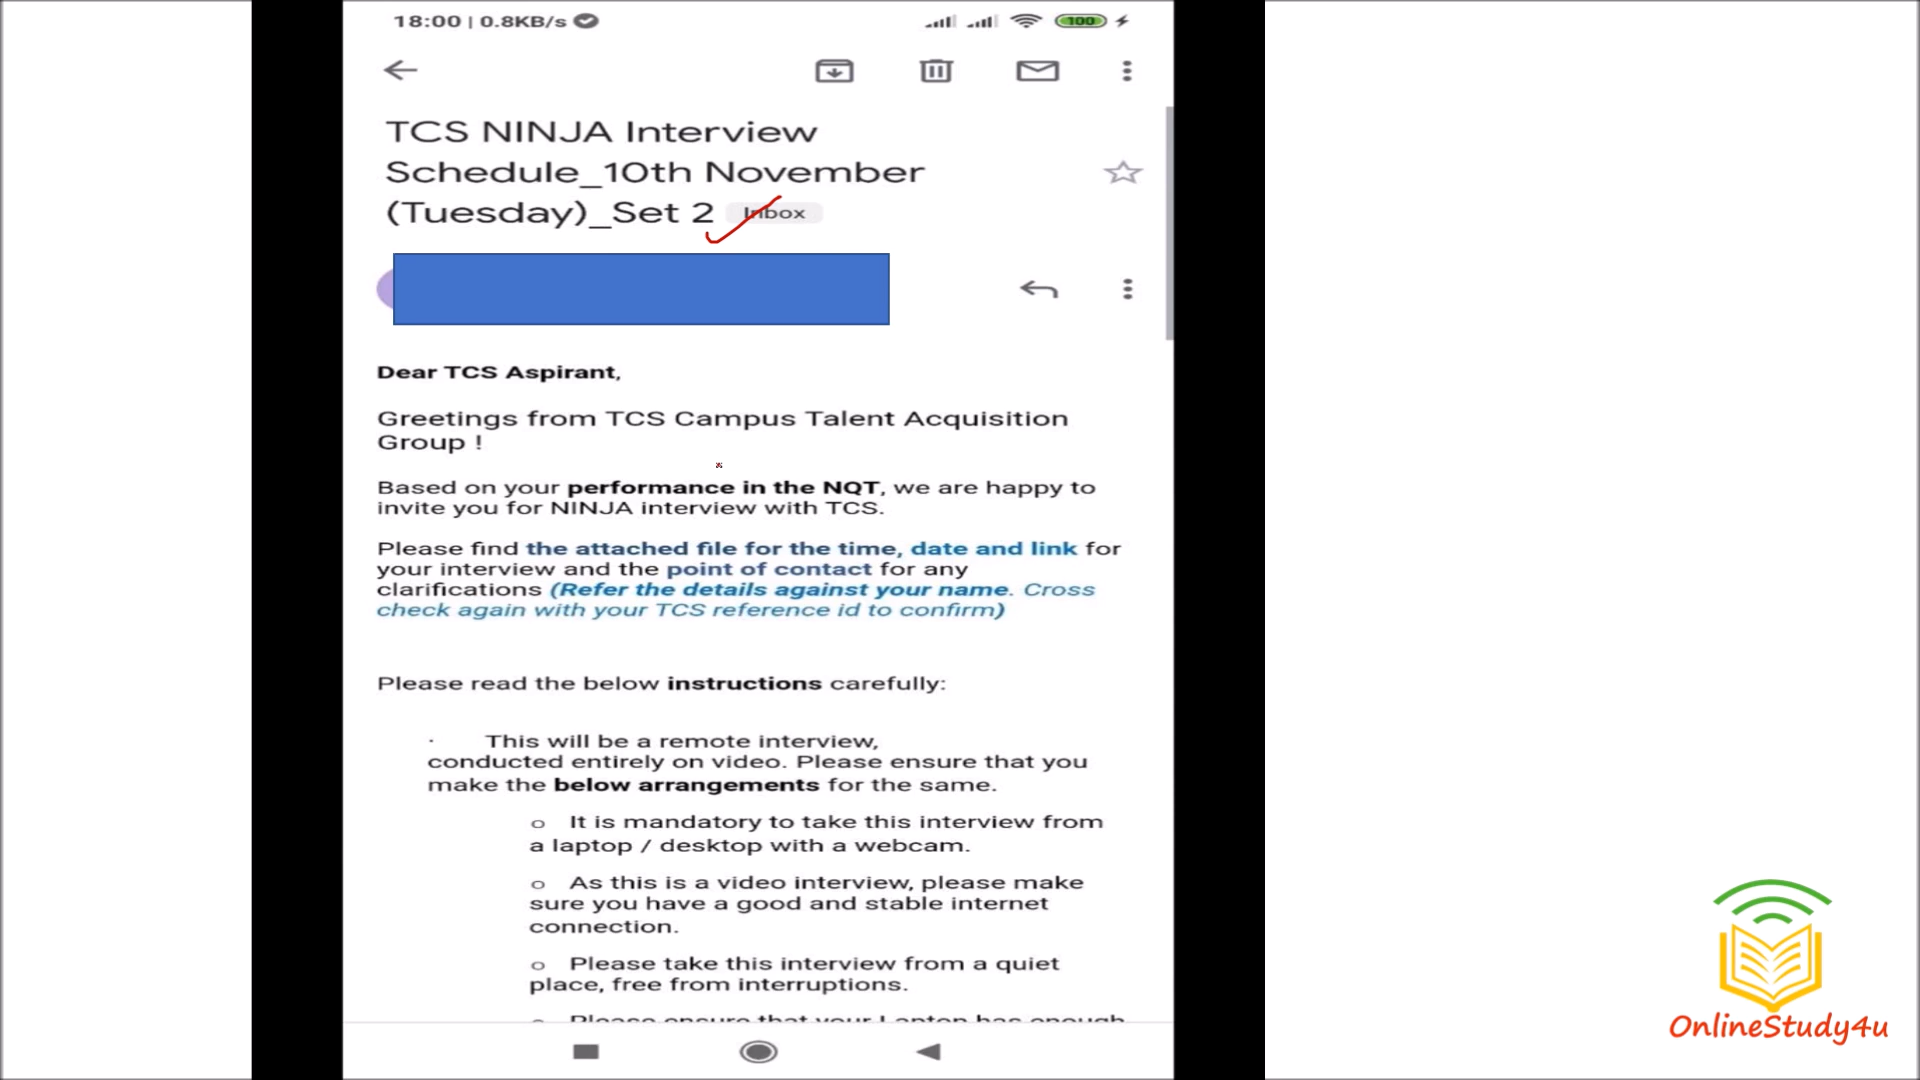 18:00 | 0.8KB/s
100
TCS NINJA Interview
Schedule_10th November
(Tuesday)_Set 2 Inbox
Dear TCS Aspirant,
Greetings from TCS Campus Talent Acquisition
Group !
Based on your performance in the NQT, we are happy to
invite you for NINJA interview with TCS.
Please find the attached file for the time, date and link for
your interview and the point of contact for any
clarifications (Refer the details against your name. Cross
check again with your TCS reference id to confirm)
Please read the below instructions carefully:
· This will be a remote interview,
conducted entirely on video. Please ensure that you
make the below arrangements for the same.
o It is mandatory to take this interview from
a laptop / desktop with a webcam.
o As this is a video interview, please make
sure you have a good and stable internet
connection.
o Please take this interview from a quiet
place, free from interruptions.
o Please ensure that your Laptop has enough
OnlineStudy4u